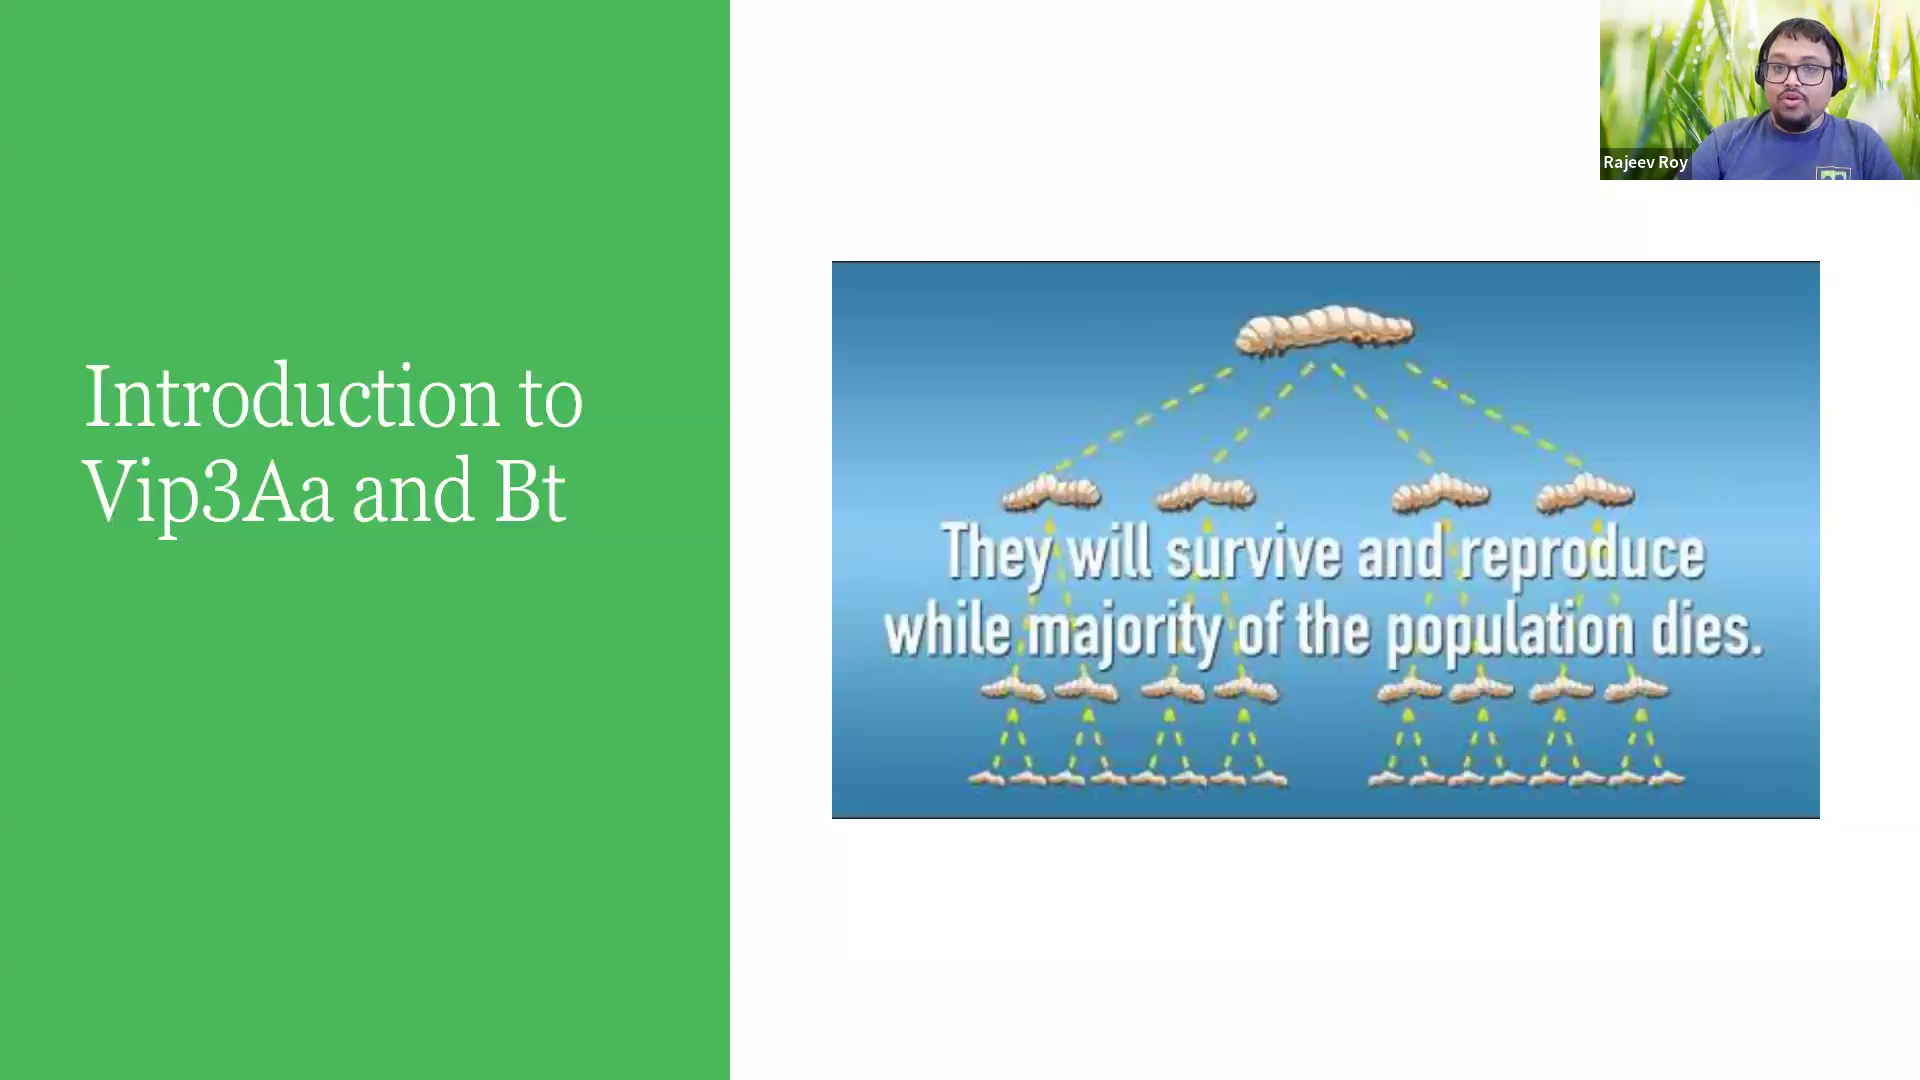 Introduction to
Vip3Aa and Bt
Rajeev Roy
They will survive and reproduce
while majority of the population dies.